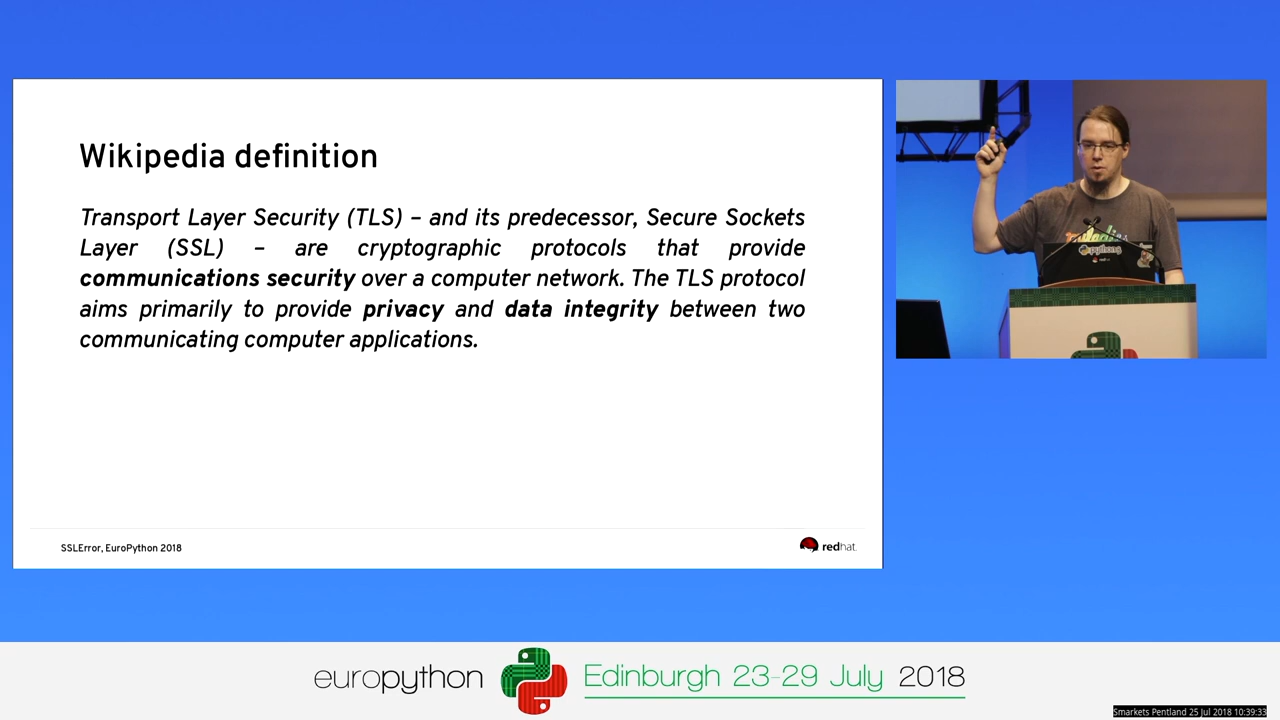 Wikipedia definition
Transport Layer Security (TLS) – and its predecessor, Secure Sockets
Layer (SSL) – are cryptographic protocols that provide
communications security over a computer network. The TLS protocol
aims primarily to provide privacy and data integrity between two
communicating computer applications.
SSLError, EuroPython 2018
redhat.
europython
Edinburgh 23-29 July 2018
Smarkets Pentland 25 Jul 2018 10:39:33